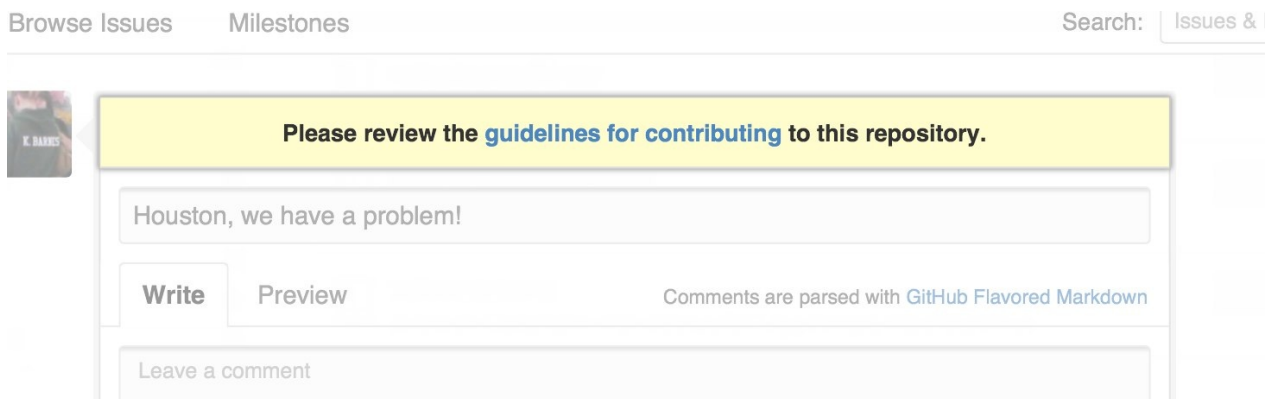 Browse Issues Milestones Search: Issues &
Please review the guidelines for contributing to this repository.
K. DANNIS
Houston, we have a problem!
Write Preview Comments are parsed with GitHub Flavored Markdown
Leave a comment